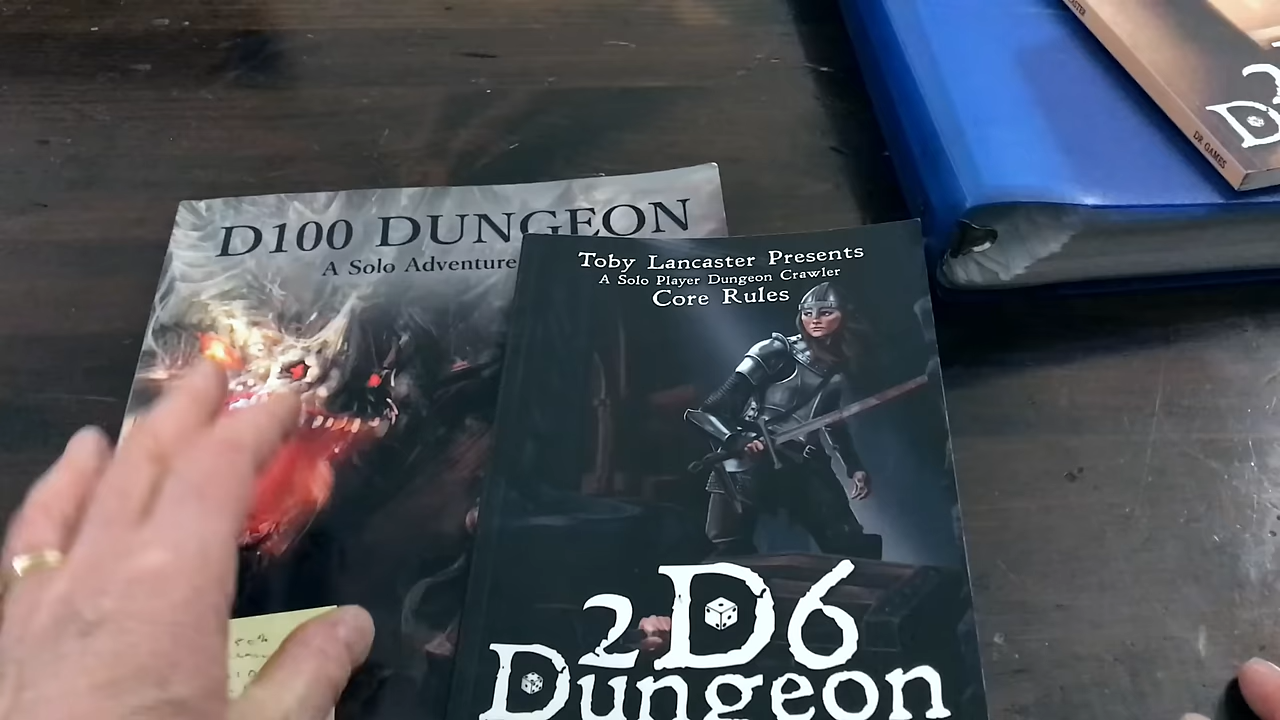 D100 DUNGEON
A Solo Adventure
Toby Lancaster Presents
A Solo Player Dungeon Crawler
Core Rules
2D6
Dungeon
DR GAMES
D